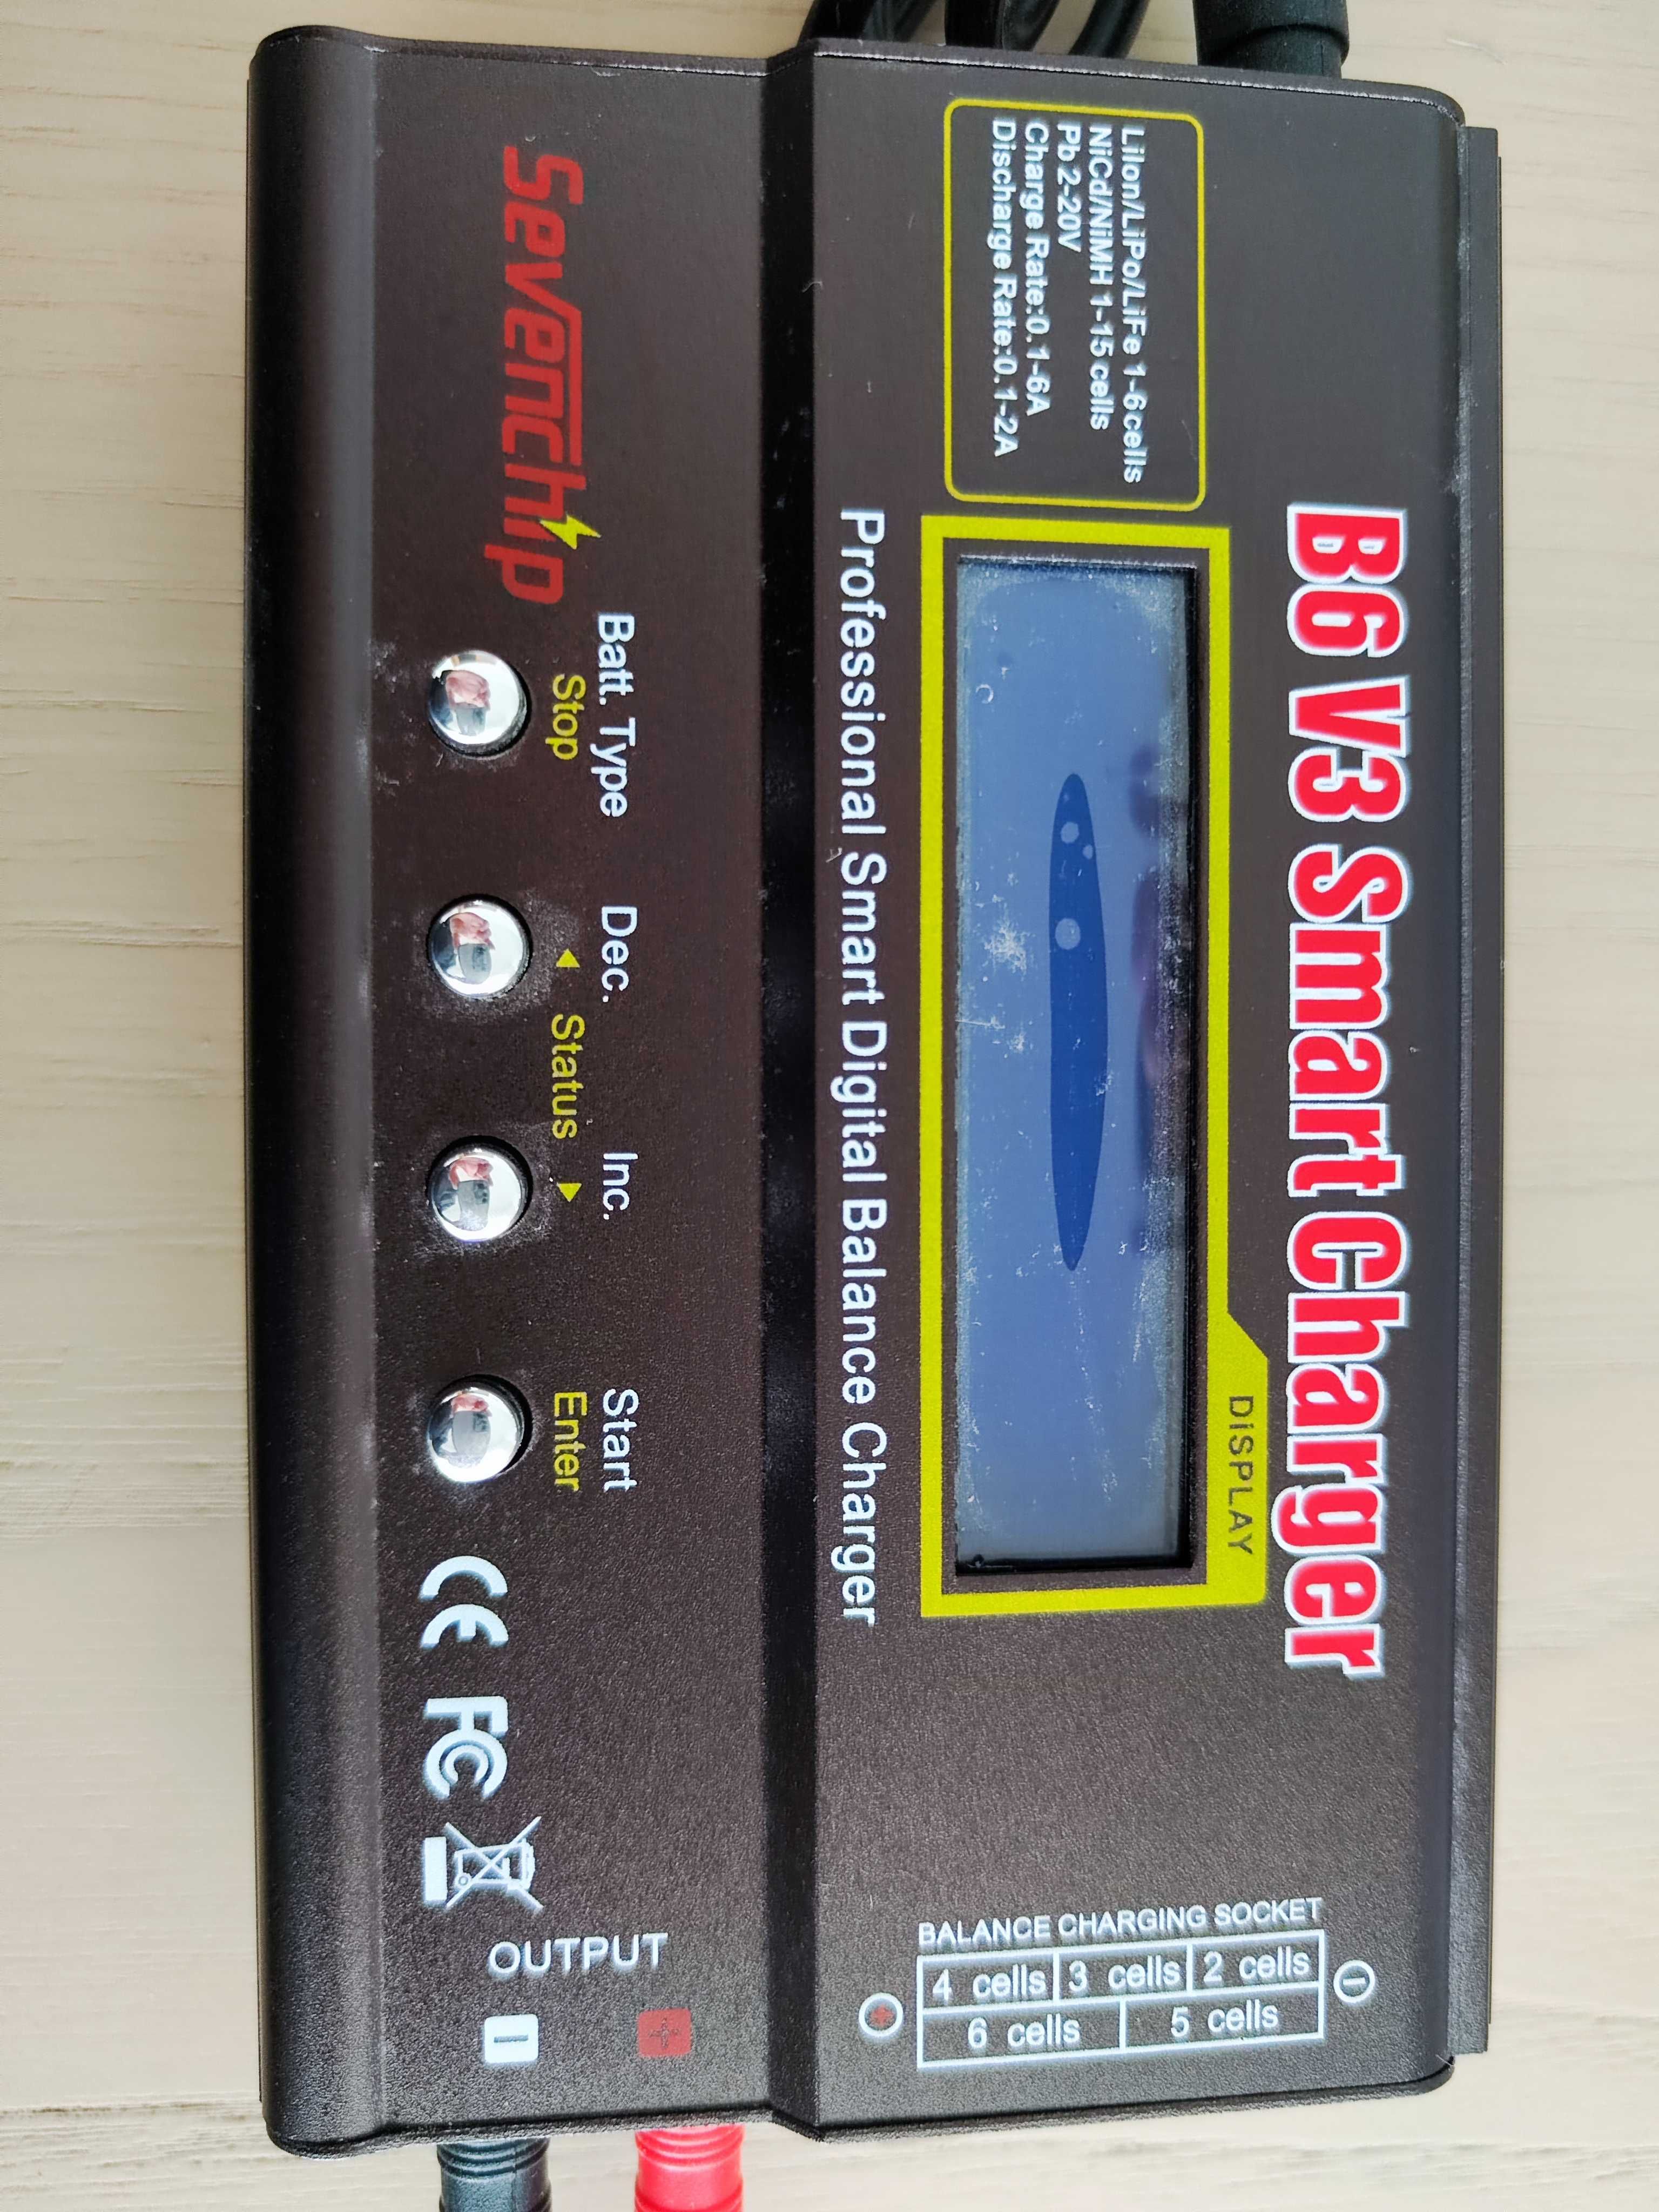 B6 V3 Smart Charger
LiIon/LiPo/LiFe 1-6cells
NiCd/NiMH 1-15cells
Pb 2-20V
Charge Rate:0.1-6A
Discharge Rate:0.1-2A
DiSPLAY
Professional Smart Digital Balance Charger
BALANCE CHARGING SOCKET
2 cells
3 cells
4 cells
5 cells
6 cells
Sevenchip
Batt. Type
Stop
Dec.
Inc.
◄ Status ►
Start
Enter
CE FC
OUTPUT
+
-